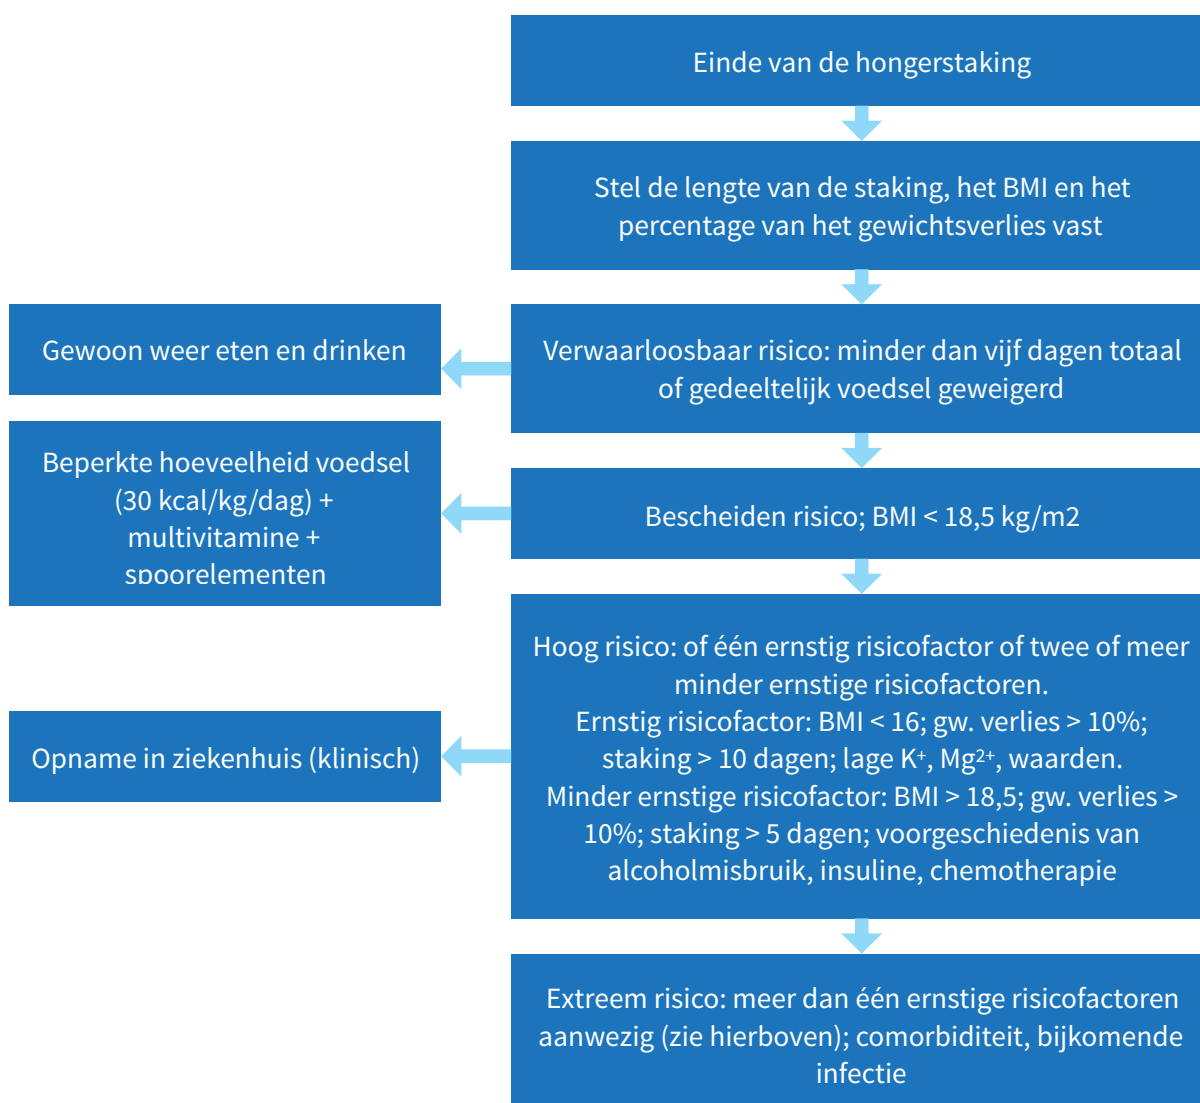 Einde van de hongerstaking
Stel de lengte van de staking, het BMI en het
percentage van het gewichtsverlies vast
Gewoon weer eten en drinken
Verwaarloosbaar risico: minder dan vijf dagen totaal
of gedeeltelijk voedsel geweigerd
Beperkte hoeveelheid voedsel
(30 kcal/kg/dag) +
multivitamine +
spoorelementen
Bescheiden risico; BMI < 18,5 kg/m2
Hoog risico: of één ernstig risicofactor of twee of meer
minder ernstige risicofactoren.
Ernstig risicofactor: BMI < 16; gw. verlies > 10%;
staking > 10 dagen; lage K⁺, Mg²⁺, waarden.
Minder ernstige risicofactor: BMI > 18,5; gw. verlies >
10%; staking > 5 dagen; voorgeschiedenis van
alcoholmisbruik, insuline, chemotherapie
Opname in ziekenhuis (klinisch)
Extreem risico: meer dan één ernstige risicofactoren
aanwezig (zie hierboven); comorbiditeit, bijkomende
infectie